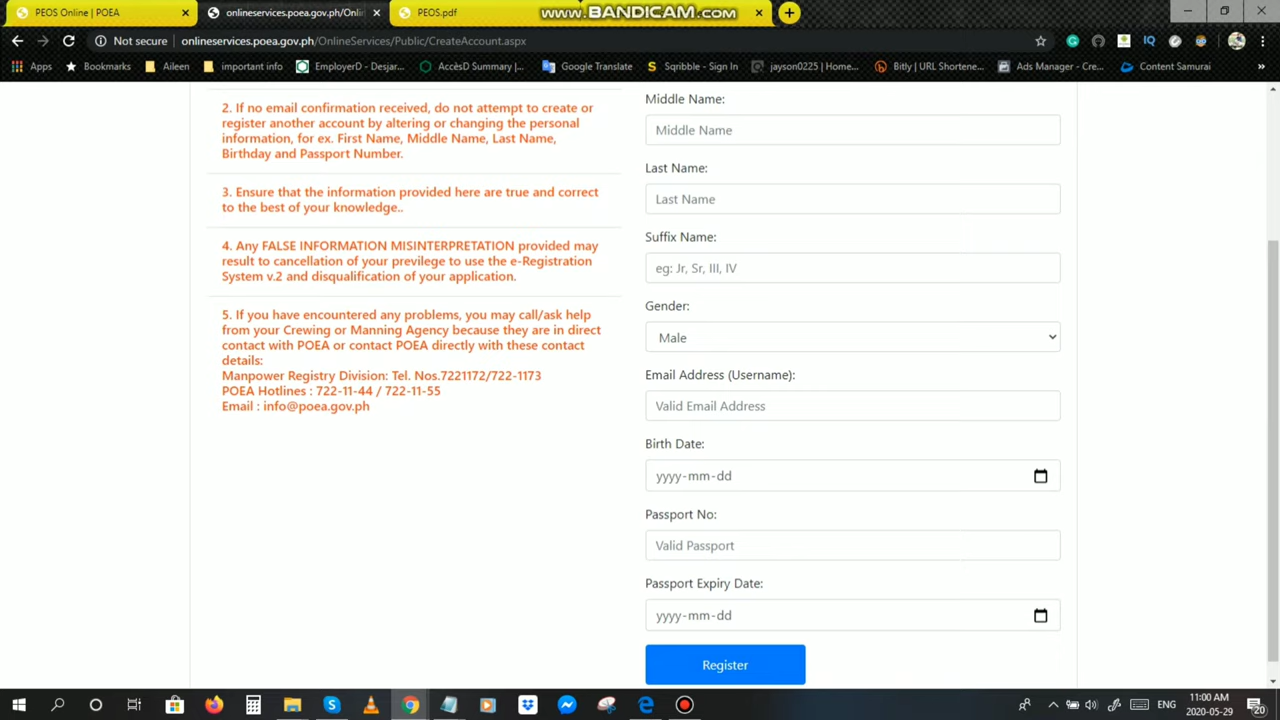 PEOS Online | POEA
onlineservices.poea.gov.ph/Onlin
PEOS.pdf
www.BANDICAM.com
Not secure
onlineservices.poea.gov.ph/OnlineServices/Public/CreateAccount.aspx
Apps
Bookmarks
Aileen
important info
EmployerD - Desjar...
AccèsD Summary |...
Google Translate
Sqribble - Sign In
jayson0225 | Home...
Bitly | URL Shortene...
Ads Manager - Cre...
Content Samurai
2. If no email confirmation received, do not attempt to create or
register another account by altering or changing the personal
information, for ex. First Name, Middle Name, Last Name,
Birthday and Passport Number.
3. Ensure that the information provided here are true and correct
to the best of your knowledge..
4. Any FALSE INFORMATION MISINTERPRETATION provided may
result to cancellation of your previlege to use the e-Registration
System v.2 and disqualification of your application.
5. If you have encountered any problems, you may call/ask help
from your Crewing or Manning Agency because they are in direct
contact with POEA or contact POEA directly with these contact
details:
Manpower Registry Division: Tel. Nos.7221172/722-1173
POEA Hotlines : 722-11-44 / 722-11-55
Email : info@poea.gov.ph
Middle Name:
Middle Name
Last Name:
Last Name
Suffix Name:
eg: Jr, Sr, III, IV
Gender:
Male
Email Address (Username):
Valid Email Address
Birth Date:
yyyy-mm-dd
Passport No:
Valid Passport
Passport Expiry Date:
yyyy-mm-dd
Register
ENG
11:00 AM
2020-05-29
20